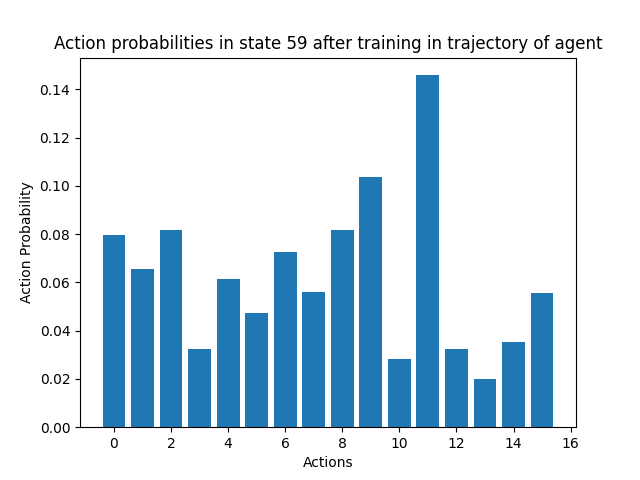 Action probabilities in state 59 after training in trajectory of agent
0.14
0.12
0.10
0.08
0.06
0.04
0.02
0.00
Action Probability
0 2 4 6 8 10 12 14 16
Actions